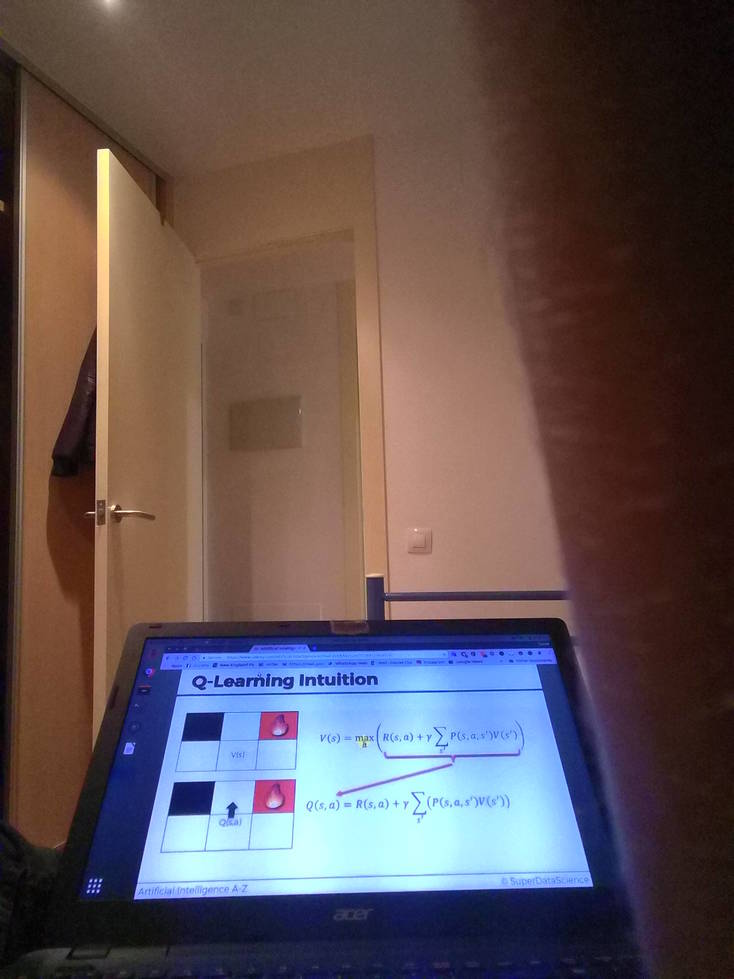 Q-Learning Intuition
V(s) = max a (R(s, a) + γ ∑ s' P(s, a, s')V(s'))
V(s)
Q(s, a) = R(s, a) + γ ∑ s' (P(s, a, s')V(s'))
Q(s,a)
Artificial Intelligence A-Z
© SuperDataScience
acer